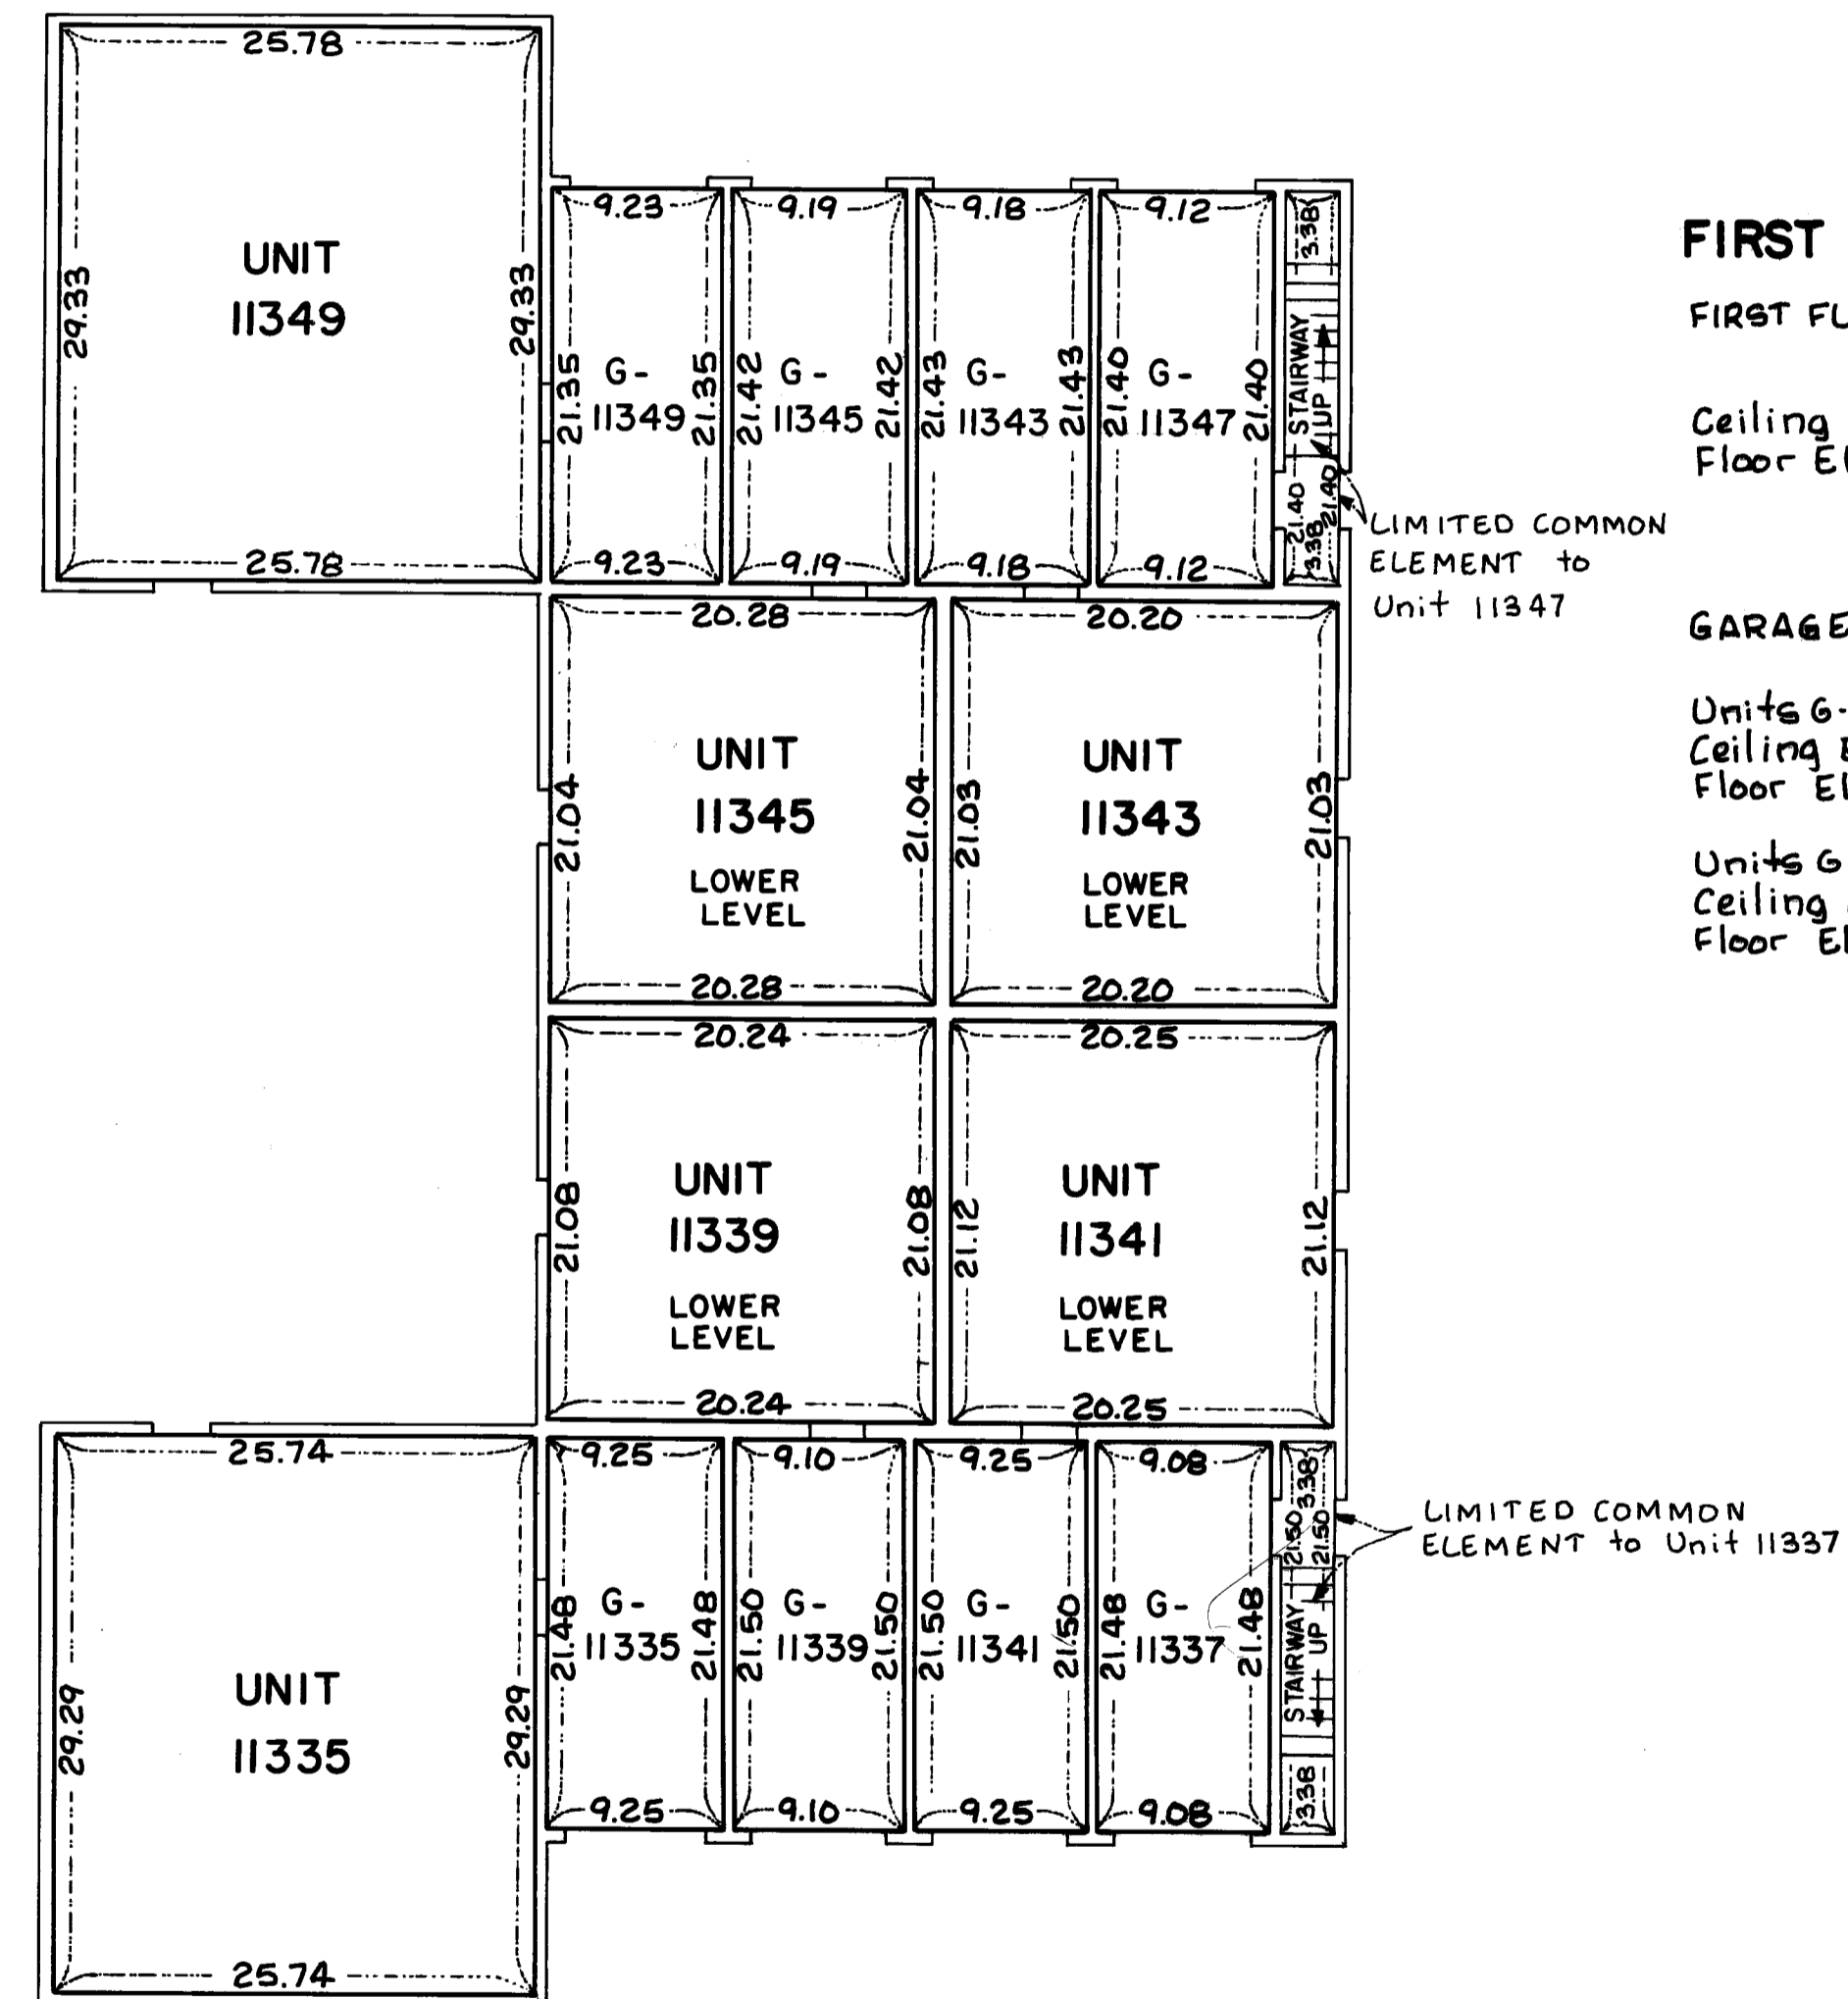 25.78
UNIT
11349
29.33
29.33
25.78
9.23
9.19
9.18
9.12
3.38
21.35
G-
11349
21.35
21.42
G-
11345
21.42
21.43
G-
11343
21.43
21.40
G-
11347
21.40
STAIRWAY
UP
21.40
21.40
3.38
9.23
9.19
9.18
9.12
LIMITED COMMON
ELEMENT to
Unit 11347
FIRST
FIRST
Ceiling
Floor
GARAGE
Units G-
Ceiling
Floor
Units G
Ceiling
Floor
20.28
UNIT
11345
LOWER
LEVEL
21.04
21.04
20.28
20.20
UNIT
11343
LOWER
LEVEL
21.03
21.03
20.20
20.24
UNIT
11339
LOWER
LEVEL
21.08
21.08
20.24
20.25
UNIT
11341
LOWER
LEVEL
21.12
21.12
20.25
25.74
UNIT
11335
29.29
29.29
25.74
9.25
9.10
9.25
9.08
3.38
21.50
21.50
21.48
G-
11335
21.48
21.50
G-
11339
21.50
21.50
G-
11341
21.50
21.48
G-
11337
21.48
STAIRWAY
UP
3.38
9.25
9.10
9.25
9.08
LIMITED COMMON
ELEMENT to Unit 11337